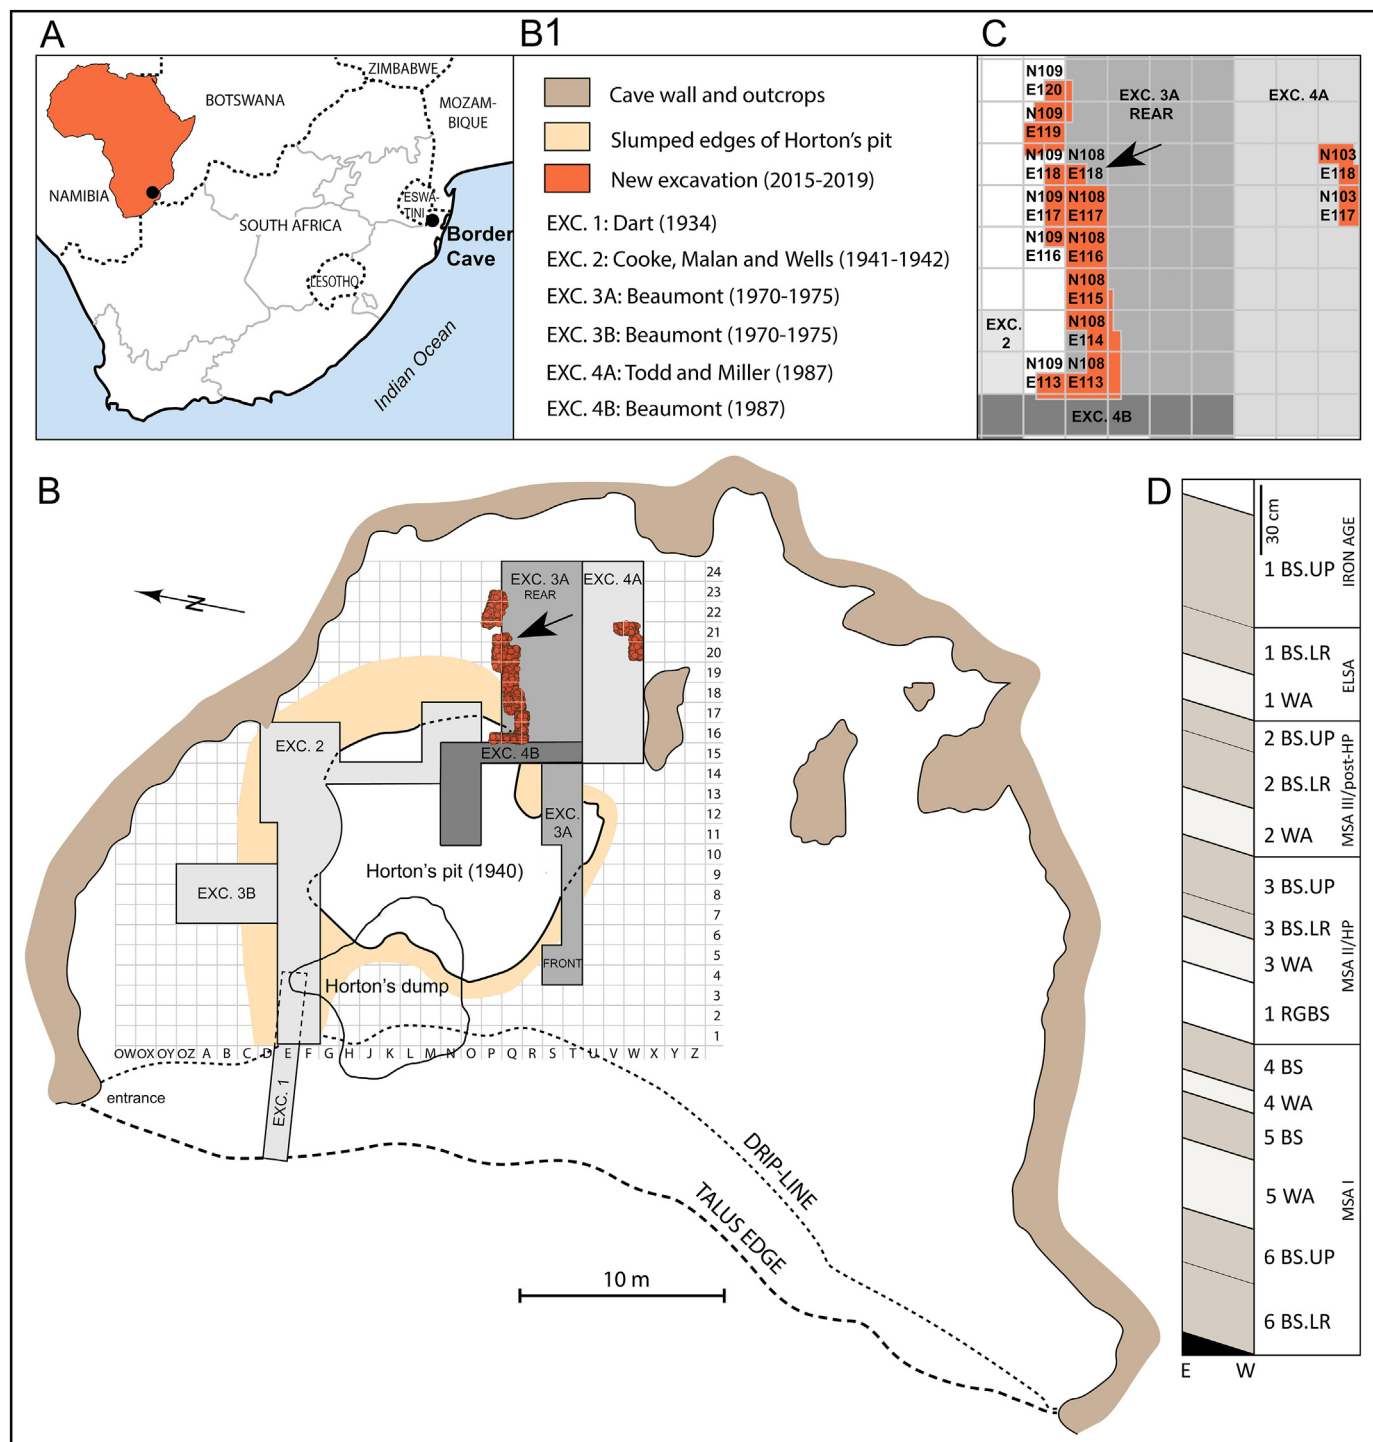 A
ZIMBABWE
BOTSWANA
MOZAM-
BIQUE
NAMIBIA
ESWA-
TINI
SOUTH AFRICA
Border
Cave
LESOTHO
Indian Ocean
B1
Cave wall and outcrops
Slumped edges of Horton's pit
New excavation (2015-2019)
EXC. 1: Dart (1934)
EXC. 2: Cooke, Malan and Wells (1941-1942)
EXC. 3A: Beaumont (1970-1975)
EXC. 3B: Beaumont (1970-1975)
EXC. 4A: Todd and Miller (1987)
EXC. 4B: Beaumont (1987)
C
N109
E120
EXC. 3A
REAR
EXC. 4A
N109
E119
N109 N108 N103
E118 E118 E118
N109 N108 N103
E117 E117 E117
N109 N108
E116 E116
N108
E115
EXC.
2
N108
E114
N109 N108
E113 E113
EXC. 4B
B
N
EXC. 3A
REAR
EXC. 4A
24
23
22
21
20
19
18
17
16
15
14
13
12
11
10
9
8
7
6
5
4
3
2
1
EXC. 2
EXC. 4B
EXC.
3A
Horton's pit (1940)
EXC. 3B
FRONT
Horton's dump
OW OX OY OZ A B C D E F G H J K L M N O P Q R S T U V W X Y Z
entrance
EXC. 1
DRIP-LINE
TALUS EDGE
10 m
D
30 cm
1 BS.UP
IRON AGE
1 BS.LR
1 WA
ELSA
2 BS.UP
2 BS.LR
2 WA
MSA III/post-HP
3 BS.UP
3 BS.LR
3 WA
1 RGBS
MSA II/HP
4 BS
4 WA
5 BS
5 WA
6 BS.UP
6 BS.LR
MSA I
E W